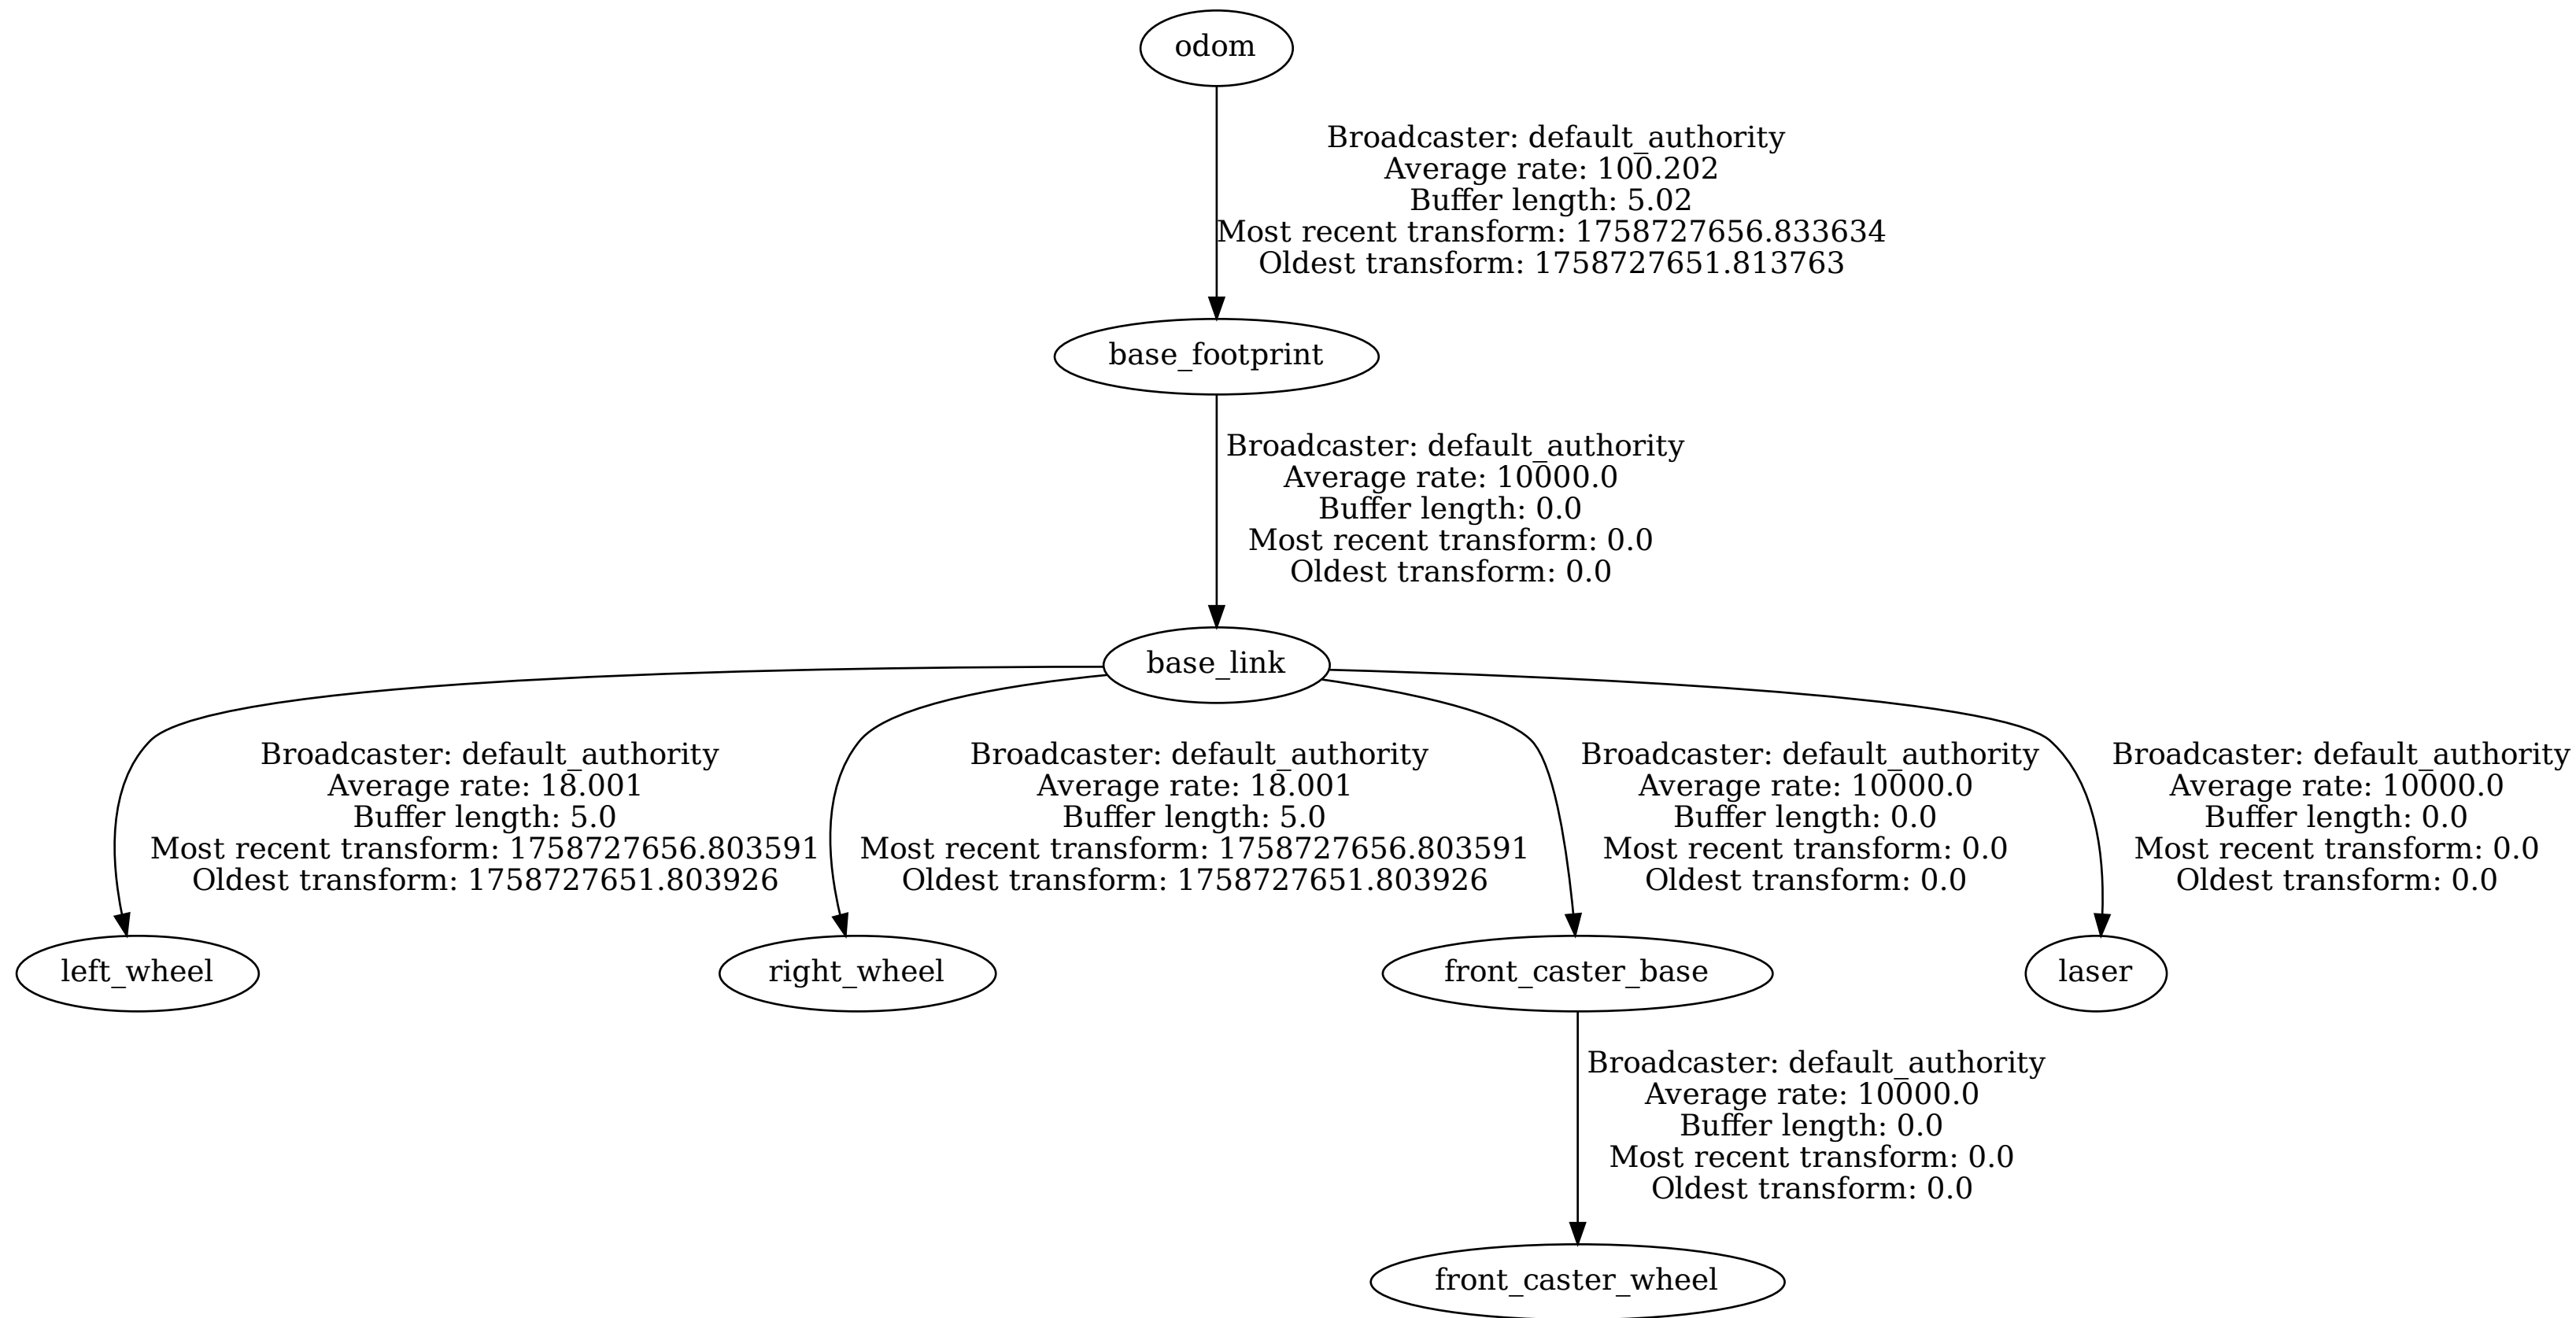 odom
Broadcaster: default_authority
Average rate: 100.202
Buffer length: 5.02
Most recent transform: 1758727656.833634
Oldest transform: 1758727651.813763
base_footprint
Broadcaster: default_authority
Average rate: 10000.0
Buffer length: 0.0
Most recent transform: 0.0
Oldest transform: 0.0
base_link
Broadcaster: default_authority
Average rate: 18.001
Buffer length: 5.0
Most recent transform: 1758727656.803591
Oldest transform: 1758727651.803926
Broadcaster: default_authority
Average rate: 18.001
Buffer length: 5.0
Most recent transform: 1758727656.803591
Oldest transform: 1758727651.803926
Broadcaster: default_authority
Average rate: 10000.0
Buffer length: 0.0
Most recent transform: 0.0
Oldest transform: 0.0
Broadcaster: default_authority
Average rate: 10000.0
Buffer length: 0.0
Most recent transform: 0.0
Oldest transform: 0.0
left_wheel
right_wheel
front_caster_base
laser
Broadcaster: default_authority
Average rate: 10000.0
Buffer length: 0.0
Most recent transform: 0.0
Oldest transform: 0.0
front_caster_wheel